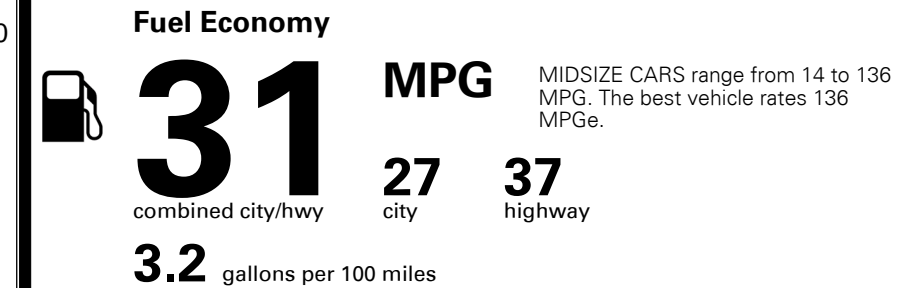 0
Fuel Economy
31
MPG
MIDSIZE CARS range from 14 to 136
MPG. The best vehicle rates 136
MPGe.
27
37
combined city/hwy
city
highway
3.2 gallons per 100 miles